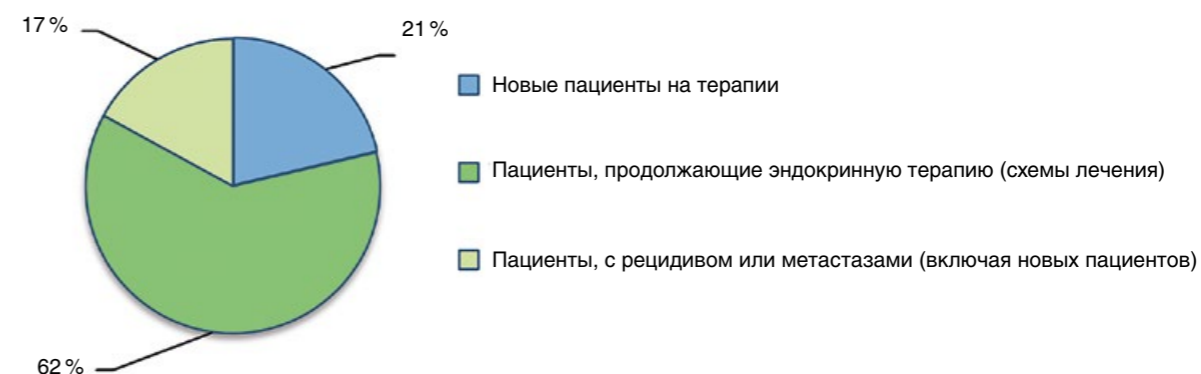 17 %
21 %
Новые пациенты на терапии
Пациенты, продолжающие эндокринную терапию (схемы лечения)
Пациенты, с рецидивом или метастазами (включая новых пациентов)
62 %